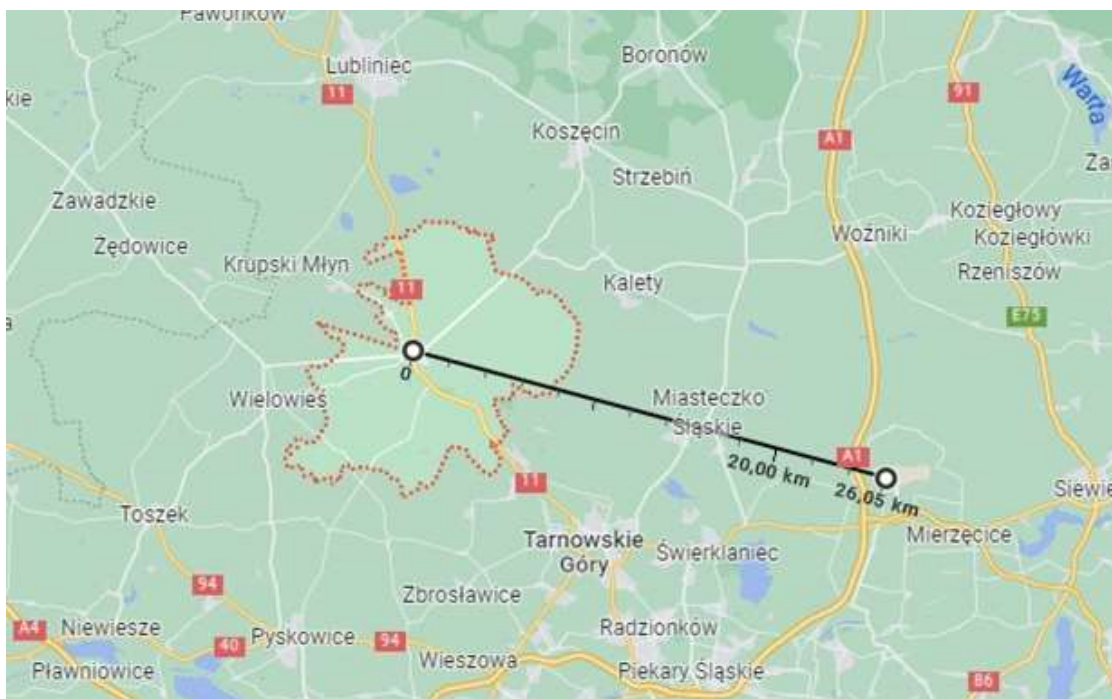 Pawonków
Lubliniec
Boronów
11
91
Warta
kie
Koszęcin
A1
Za
Strzebiń
Zawadzkie
Koziegłowy
Woźniki
Koziegłówki
Żędowice
Krupski Młyn
Rzeniszów
Kalety
11
E75
a
0
Wielowieś
Miasteczko
Śląskie
A1
20,00 km
26,05 km
11
Siewie
Toszek
Tarnowskie
Góry
Mierzęcice
Świerklaniec
94
Zbrosławice
A4
Niewiesze
40
Pyskowice
94
Radzionków
Pławniowice
Wieszowa
Piekary Śląskie
86